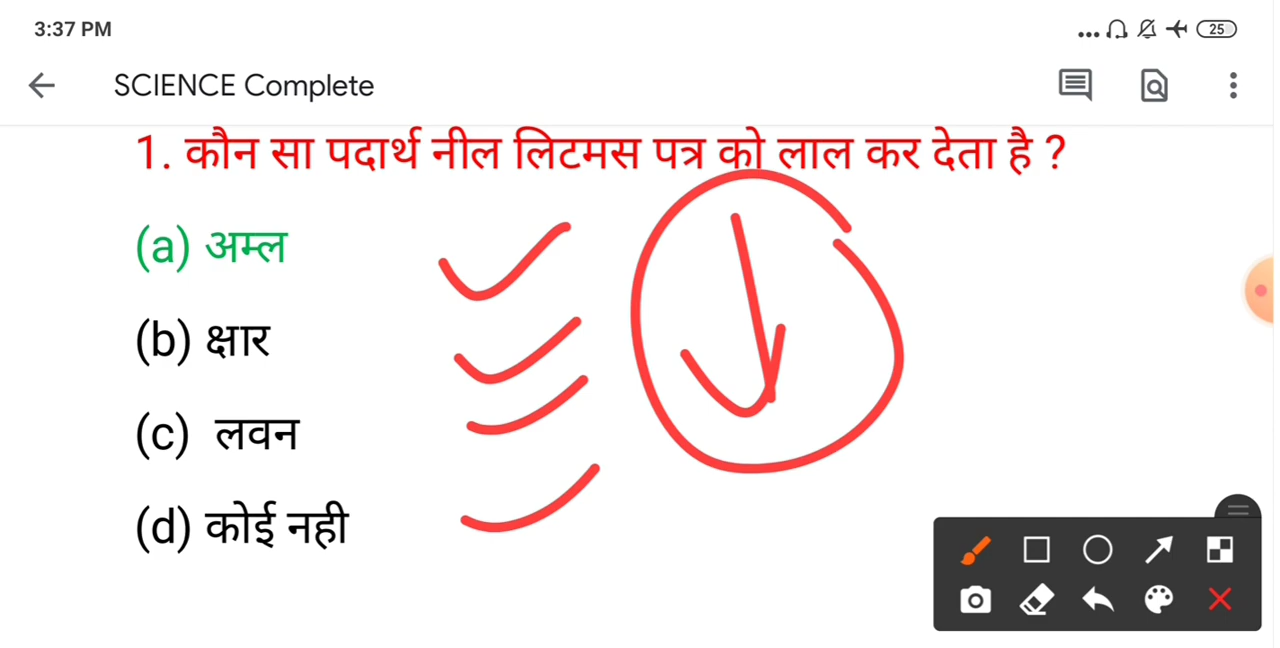 3:37 PM
25
SCIENCE Complete
1. कौन सा पदार्थ नील लिटमस पत्र को लाल कर देता है ?
(a) अम्ल
(b) क्षार
(c) लवन
(d) कोई नही